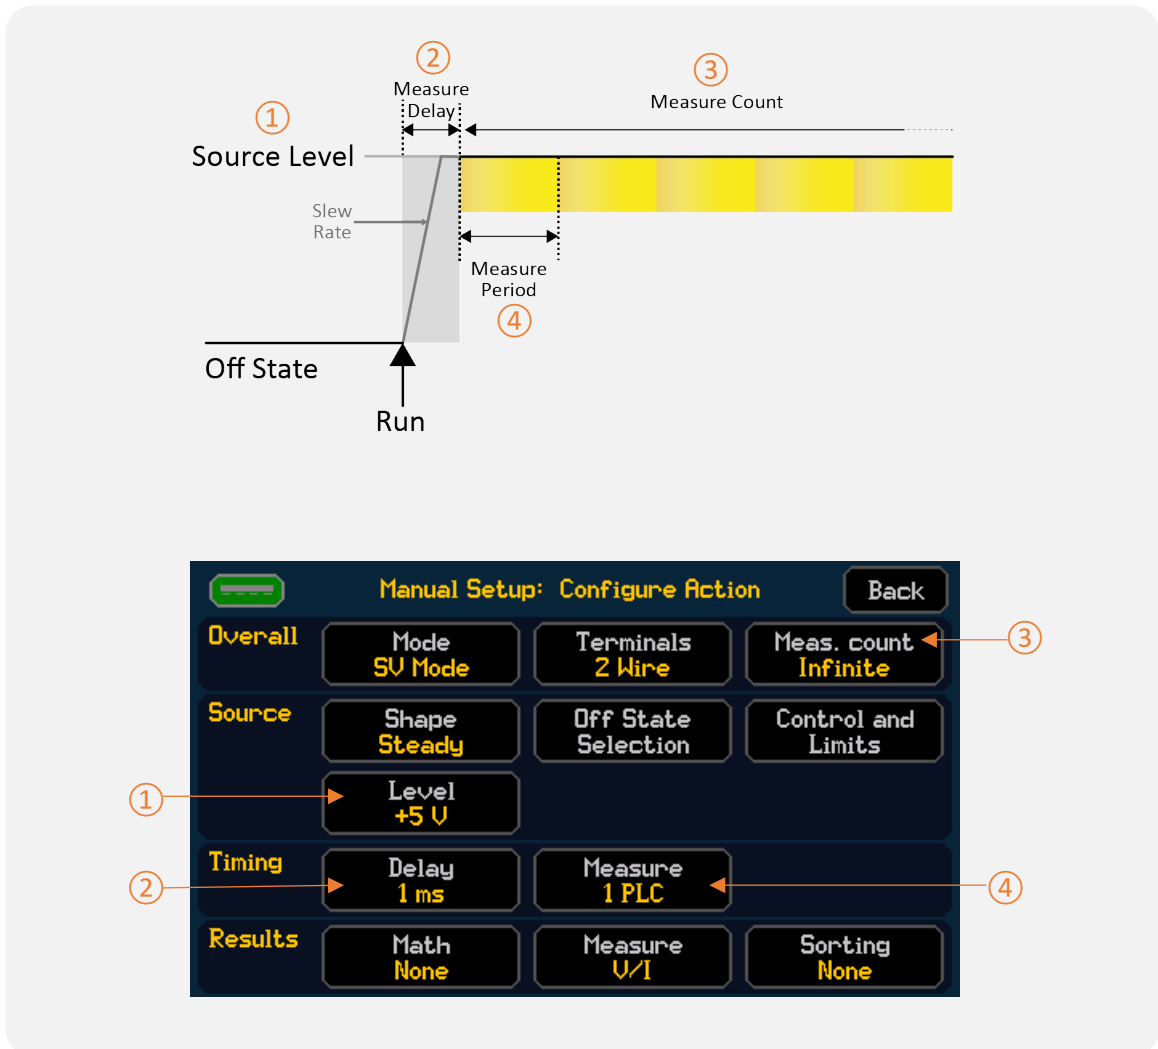 ②
Measure
Delay
③
Measure Count
①
Source Level
Slew
Rate
Measure
Period
④
Off State
Run
Manual Setup: Configure Action
Back
Overall
Mode
SV Mode
Terminals
2 Wire
Meas. count
Infinite
③
Source
Shape
Steady
Off State
Selection
Control and
Limits
①
Level
+5 V
Timing
②
Delay
1 ms
Measure
1 PLC
④
Results
Math
None
Measure
V/I
Sorting
None